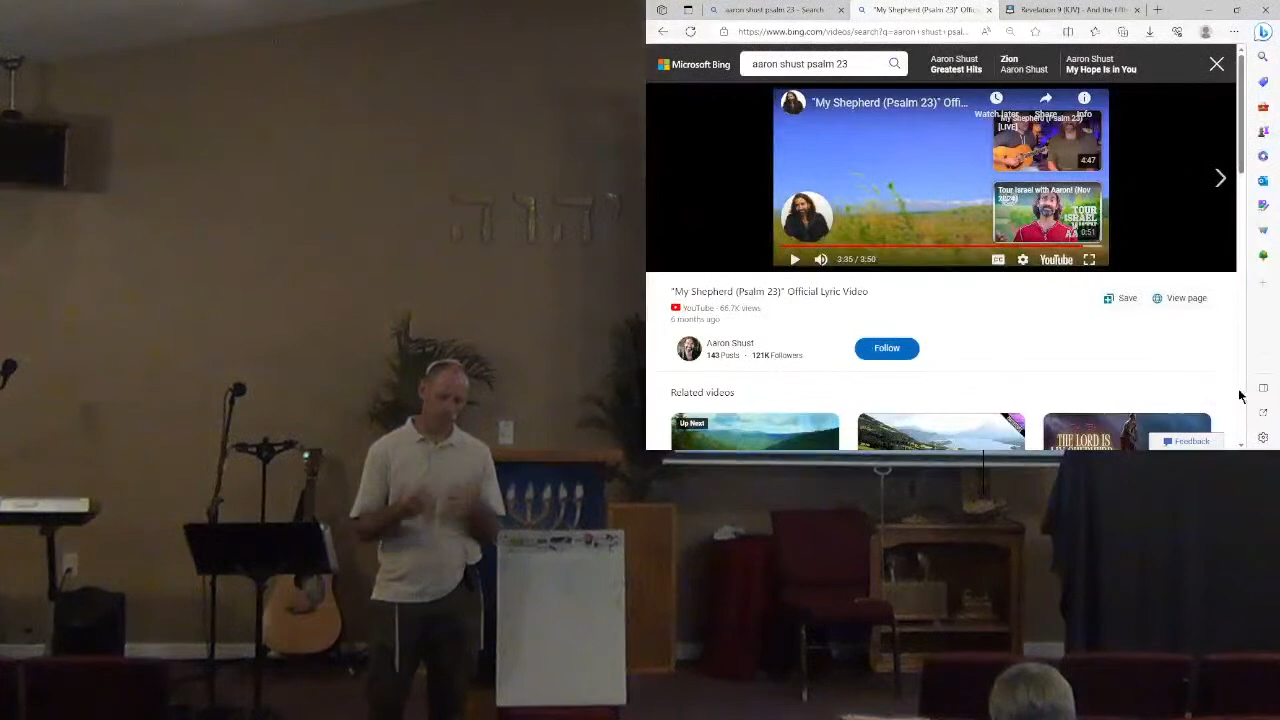 aaron shust psalm 23 - Search
"My Shepherd (Psalm 23)" Offic
Revelation 9 (KJV) - And the fifth
https://www.bing.com/videos/search?q=aaron+shust+psal...
Microsoft Bing
aaron shust psalm 23
Aaron Shust
Greatest Hits
Zion
Aaron Shust
Aaron Shust
My Hope Is in You
"My Shepherd (Psalm 23)" Offi...
Watch later
Share
Info
My Shepherd (Psalm 23)
[LIVE]
4:47
Tour Israel with Aaron! (Nov
2024)
TOUR
ISRAEL
0:51
3:35 / 3:50
CC
YouTube
"My Shepherd (Psalm 23)" Official Lyric Video
YouTube · 66.7K views
6 months ago
Save
View page
Aaron Shust
143 Posts · 121K Followers
Follow
Related videos
Up Next
THE LORD IS
MY SHEPHERD
Feedback
יהוה